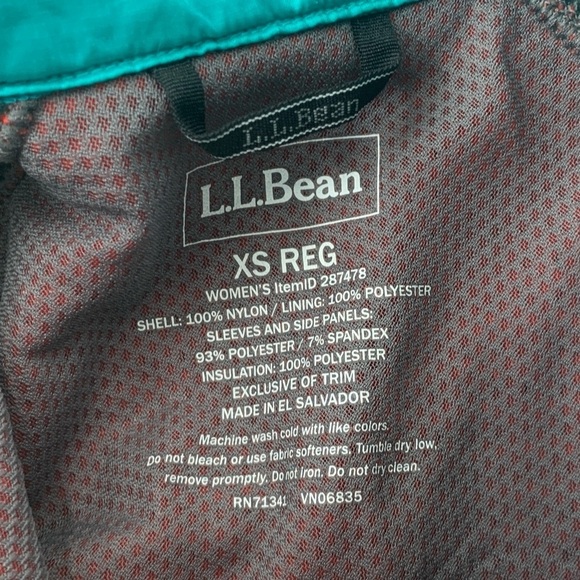 L.L.Bean
L.L.Bean
XS REG
WOMEN'S ItemID 287478
SHELL: 100% NYLON / LINING: 100% POLYESTER
SLEEVES AND SIDE PANELS:
93% POLYESTER / 7% SPANDEX
INSULATION: 100% POLYESTER
EXCLUSIVE OF TRIM
MADE IN EL SALVADOR
Machine wash cold with like colors.
Do not bleach or use fabric softeners. Tumble dry low,
remove promptly. Do not iron. Do not dry clean.
RN71341 VN06835